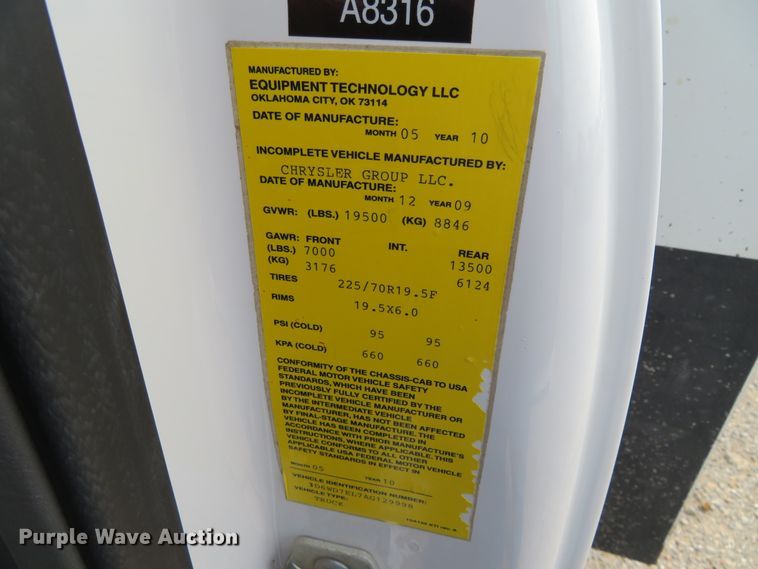 A8316
MANUFACTURED BY:
EQUIPMENT TECHNOLOGY LLC
OKLAHOMA CITY, OK 73114
DATE OF MANUFACTURE:
MONTH 05 YEAR 10
INCOMPLETE VEHICLE MANUFACTURED BY:
CHRYSLER GROUP LLC.
DATE OF MANUFACTURE:
MONTH 12 YEAR 09
GVWR: (LBS.) 19500 (KG) 8846
GAWR: FRONT INT. REAR
(LBS.) 7000 13500
(KG) 3176 6124
TIRES 225/70R19.5F
RIMS 19.5X6.0
PSI (COLD) 95 95
KPA (COLD) 660 660
CONFORMITY OF THE CHASSIS-CAB TO USA
FEDERAL MOTOR VEHICLE SAFETY
STANDARDS, WHICH HAVE BEEN
PREVIOUSLY FULLY CERTIFIED BY THE
INCOMPLETE VEHICLE MANUFACTURER OR
BY THE INTERMEDIATE VEHICLE
MANUFACTURER, HAS NOT BEEN AFFECTED
BY FINAL-STAGE MANUFACTURE. THE
VEHICLE HAS BEEN COMPLETED IN
ACCORDANCE WITH PRIOR MANUFACTURE'S
INSTRUCTIONS, WHERE APPLICABLE. THIS
VEHICLE CONFORMS TO ALL OTHER
APPLICABLE USA FEDERAL MOTOR VEHICLE
SAFETY STANDARDS IN EFFECT IN
MONTH 05 YEAR 10
VEHICLE IDENTIFICATION NUMBER:
3D6WD7EL7AG129998
VEHICLE TYPE:
TRUCK
Purple Wave Auction